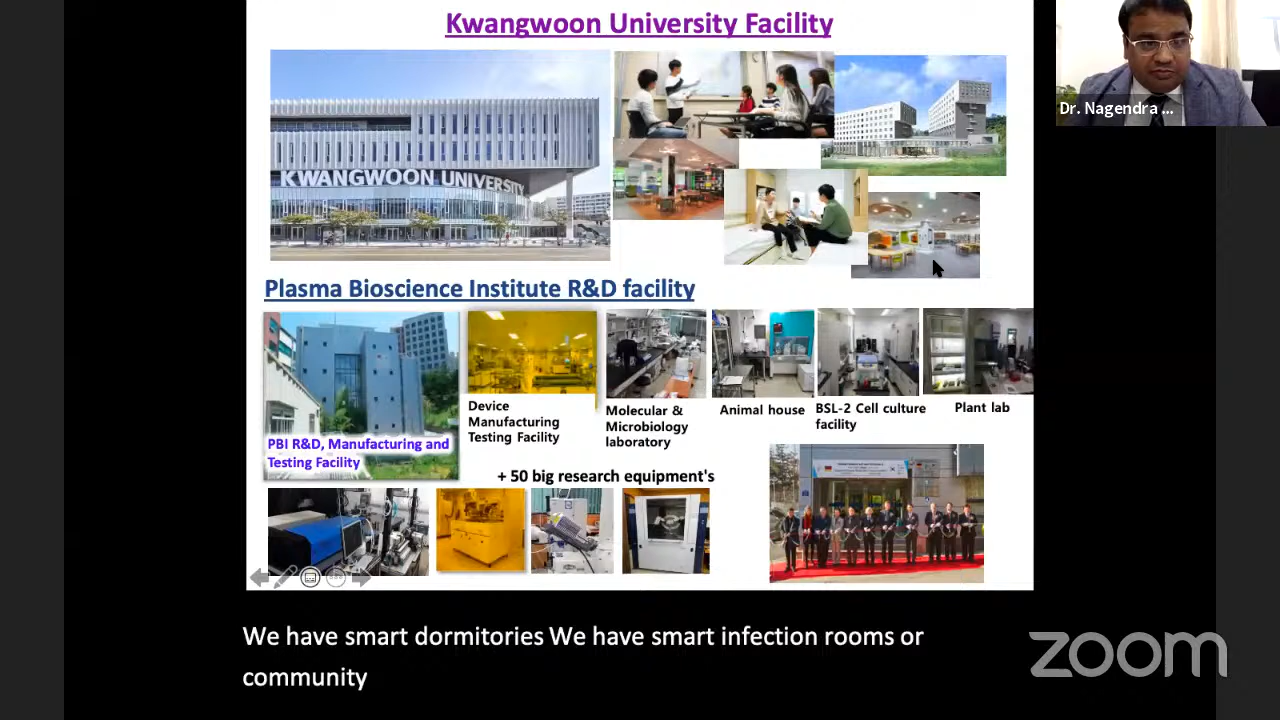 Kwangwoon University Facility
Dr. Nagendra ...
KWANGWOON UNIVERSITY
Plasma Bioscience Institute R&D facility
PBI R&D, Manufacturing and
Testing Facility
Device
Manufacturing
Testing Facility
Molecular &
Microbiology
laboratory
Animal house
BSL-2 Cell culture
facility
Plant lab
+ 50 big research equipment's
We have smart dormitories We have smart infection rooms or
community
zoom